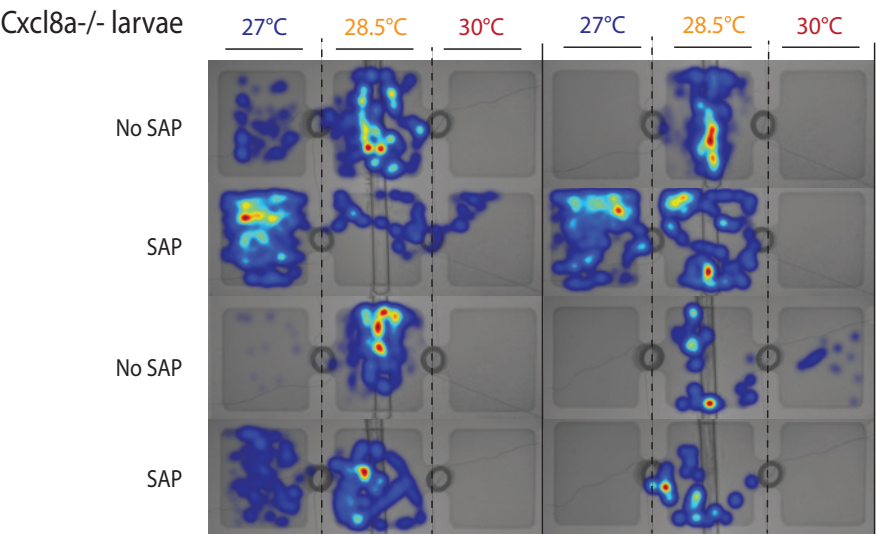 Cxcl8a-/- larvae
27°C 28.5°C 30°C 27°C 28.5°C 30°C
No SAP
SAP
No SAP
SAP